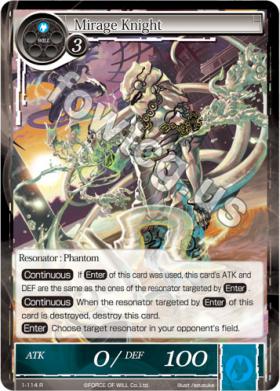 Mirage Knight
WILL
3
fowtcg.us
Resonator : Phantom
Continuous If Enter of this card was used, this card's ATK and
DEF are the same as the ones of the resonator targeted by Enter
Continuous When the resonator targeted by Enter of this
card is destroyed, destroy this card.
Enter Choose target resonator in your opponent's field.
ATK 0/ DEF 100
1-114 R
©FORCE OF WILL Co.,Ltd.